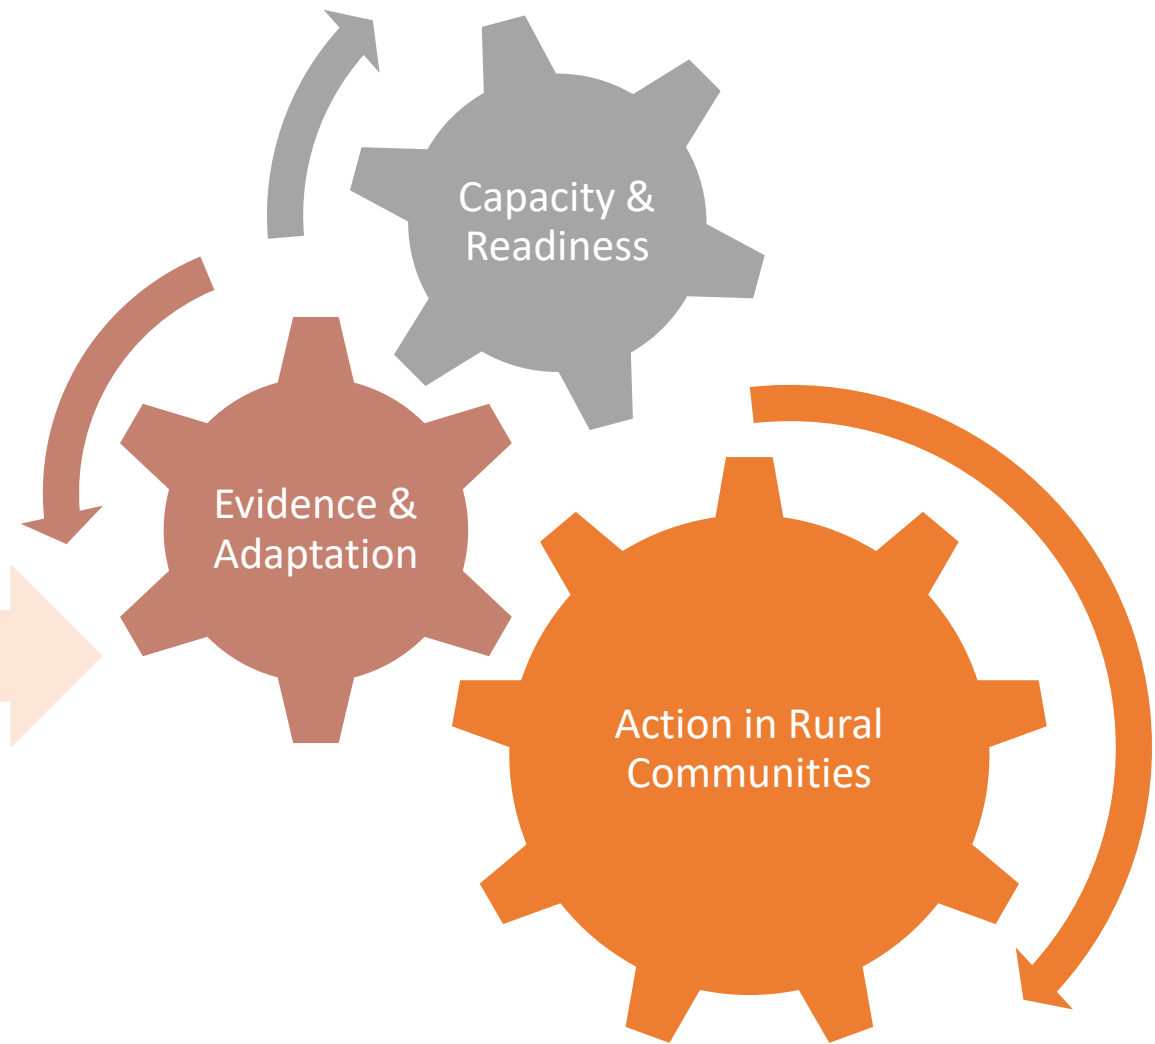 Capacity &
Readiness
Evidence &
Adaptation
Action in Rural
Communities